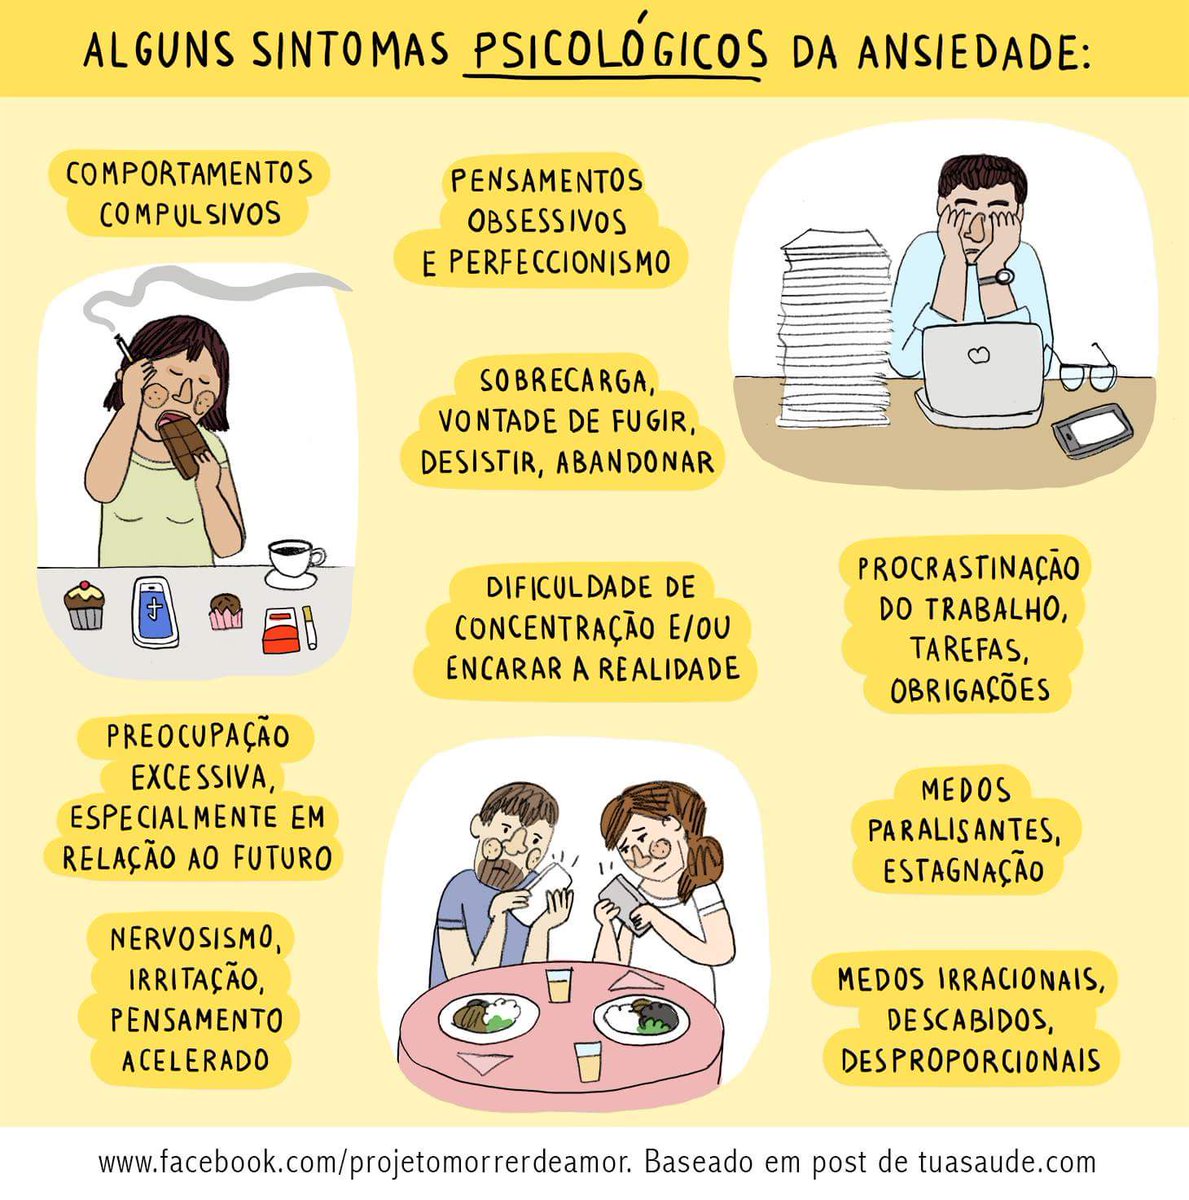 ALGUNS SINTOMAS PSICOLÓGICOS DA ANSIEDADE:
COMPORTAMENTOS
COMPULSIVOS
PENSAMENTOS
OBSESSIVOS
E PERFECCIONISMO
SOBRECARGA,
VONTADE DE FUGIR,
DESISTIR, ABANDONAR
DIFICULDADE DE
CONCENTRAÇÃO E/OU
ENCARAR A REALIDADE
PROCRASTINAÇÃO
DO TRABALHO,
TAREFAS,
OBRIGAÇÕES
PREOCUPAÇÃO
EXCESSIVA,
ESPECIALMENTE EM
RELAÇÃO AO FUTURO
MEDOS
PARALISANTES,
ESTAGNAÇÃO
NERVOSISMO,
IRRITAÇÃO,
PENSAMENTO
ACELERADO
MEDOS IRRACIONAIS,
DESCABIDOS,
DESPROPORCIONAIS
www.facebook.com/projetomorrerdeamor. Baseado em post de tuasaude.com